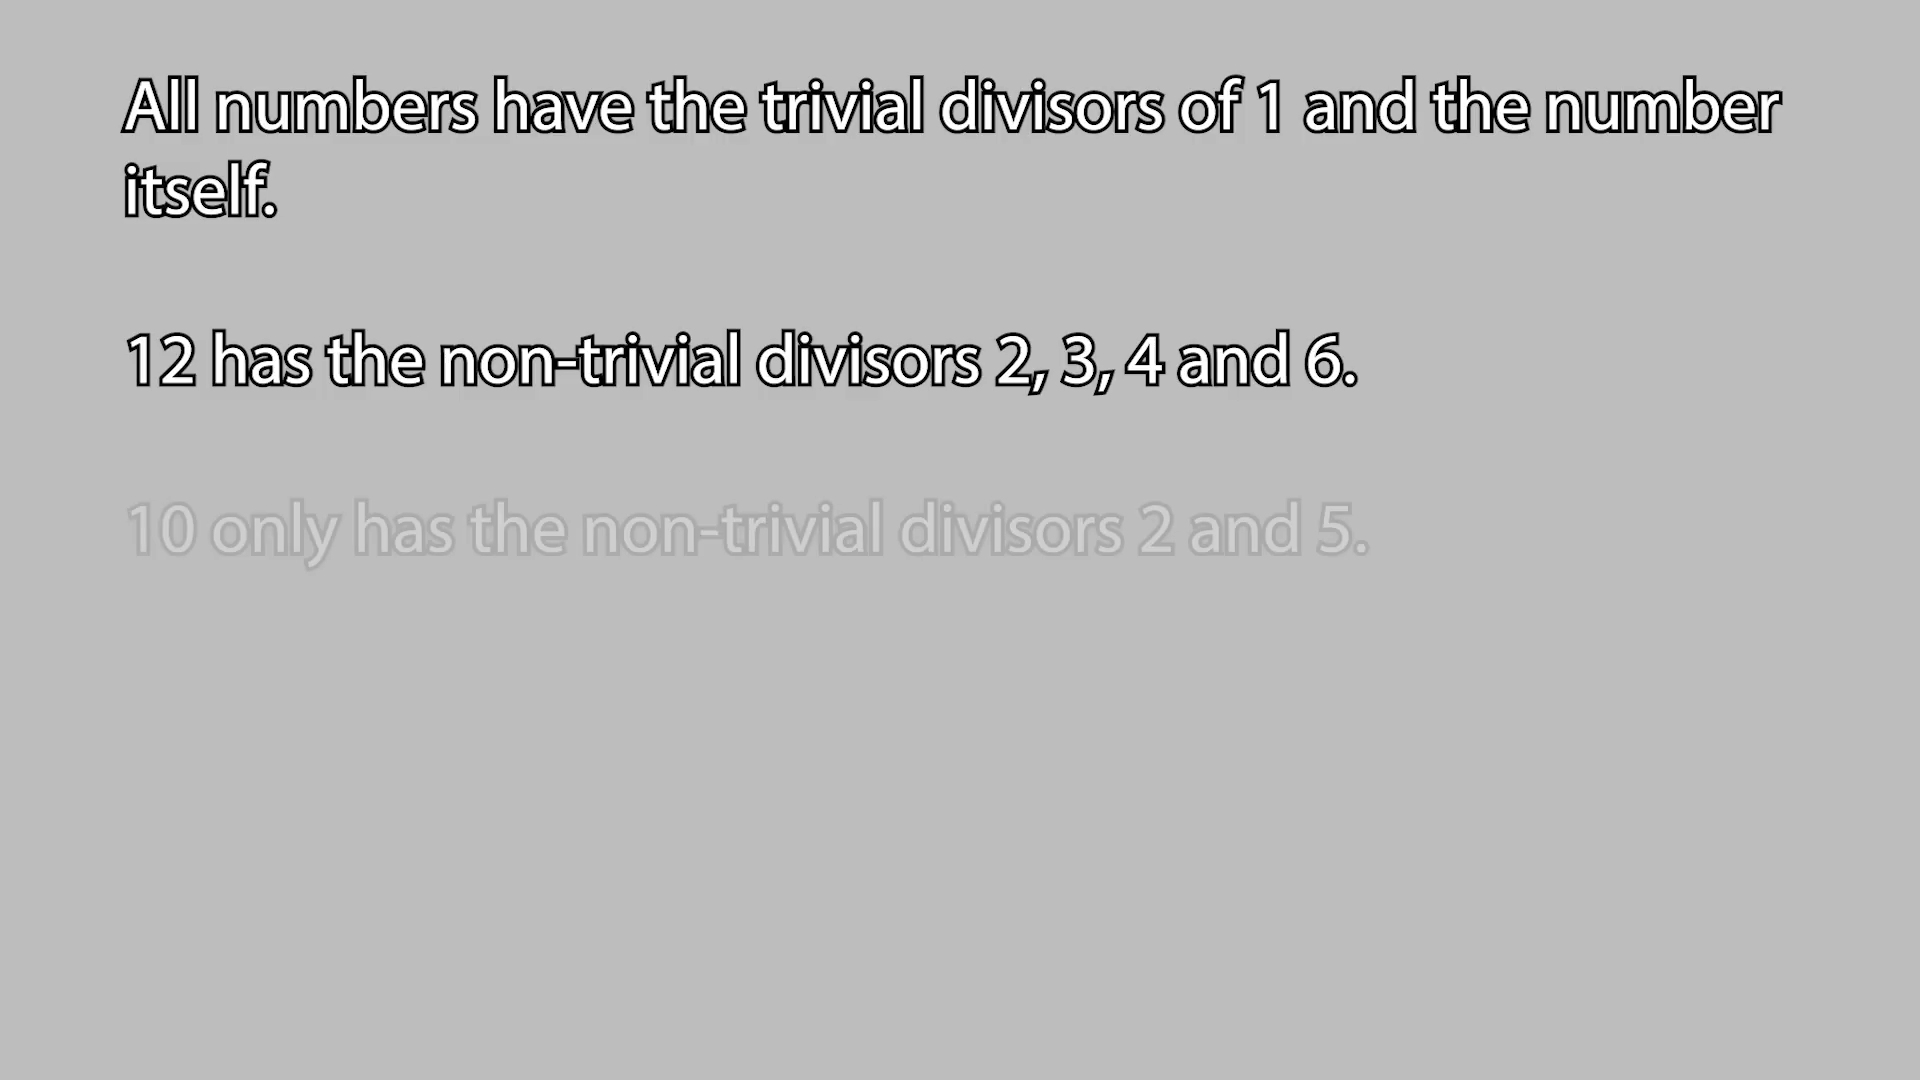 All numbers have the trivial divisors of 1 and the number
itself.
12 has the non-trivial divisors 2, 3, 4 and 6.
10 only has the non-trivial divisors 2 and 5.